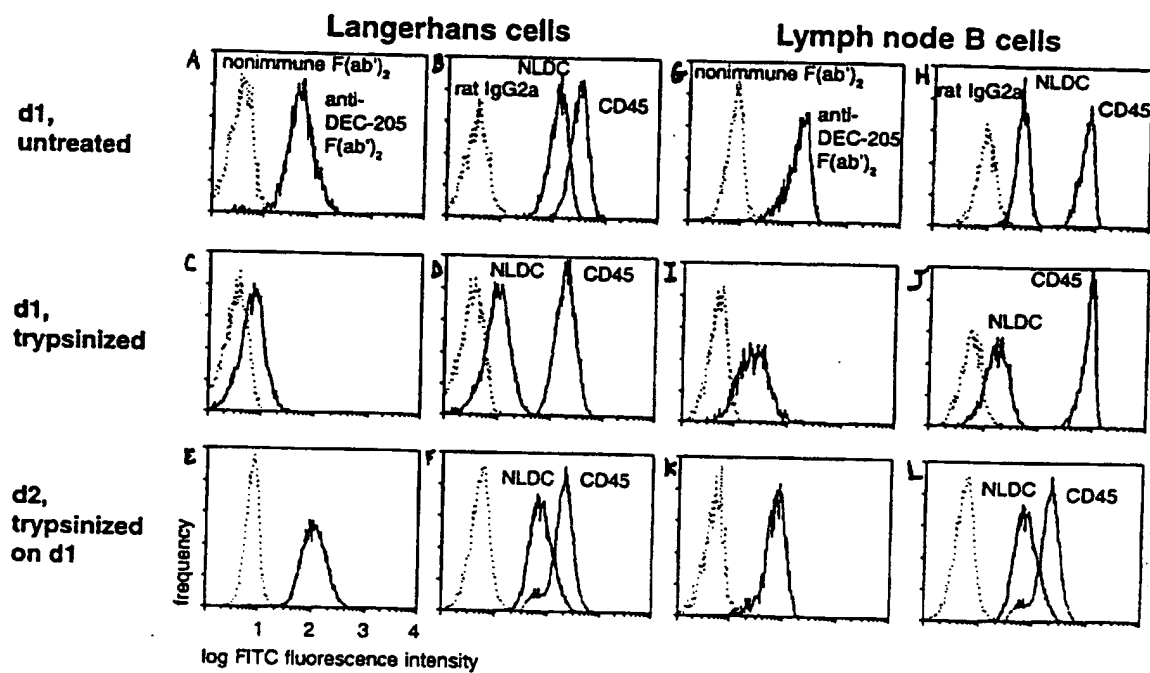 Langerhans cells
Lymph node B cells
d1,
untreated
A
nonimmune F(ab')₂
anti-
DEC-205
F(ab')₂
B
NLDC
rat IgG2a
CD45
G
nonimmune F(ab')₂
anti-
DEC-205
F(ab')₂
H
rat IgG2a
NLDC
CD45
d1,
trypsinized
C
D
NLDC
CD45
I
J
CD45
NLDC
d2,
trypsinized
on d1
E
F
NLDC
CD45
K
L
NLDC
CD45
frequency
1 2 3 4
log FITC fluorescence intensity